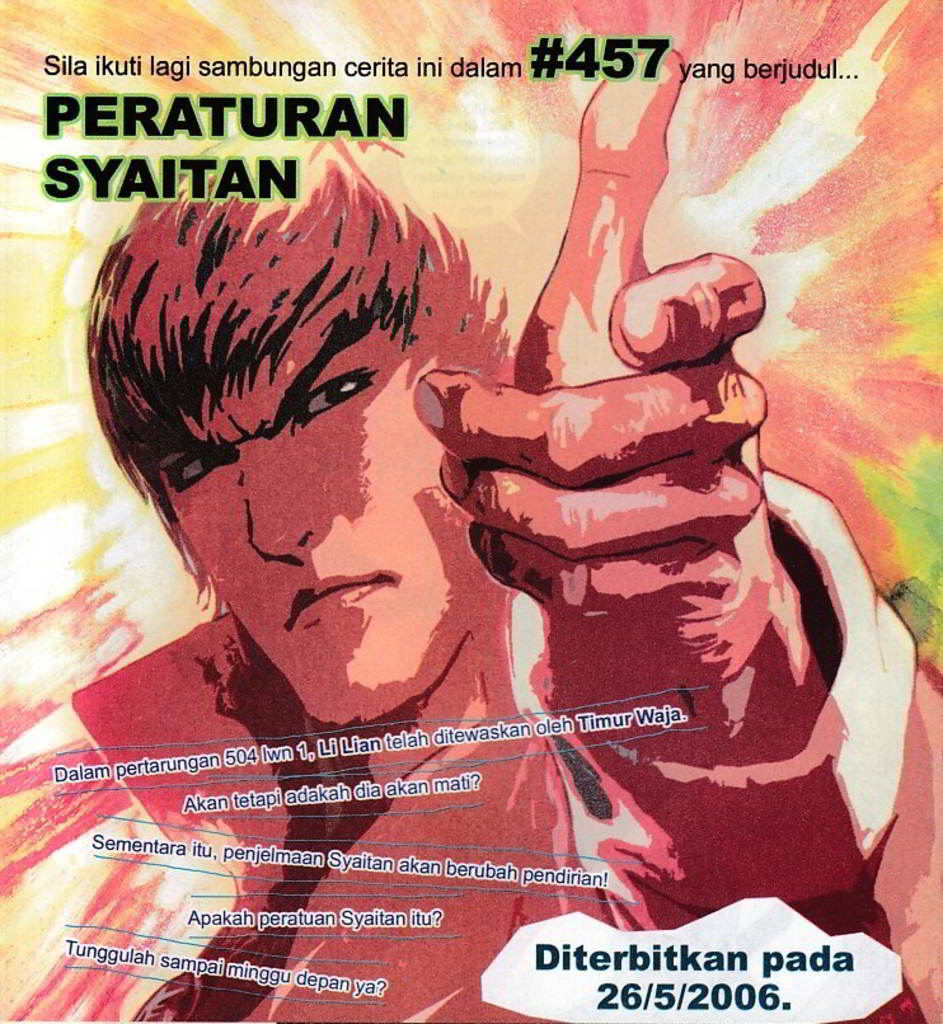 Sila ikuti lagi sambungan cerita ini dalam #457 yang berjudul...
PERATURAN
SYAITAN
Dalam pertarungan 504 lwn 1, Li Lian telah ditewaskan oleh Timur Waja.
Akan tetapi adakah dia akan mati?
Sementara itu, penjelmaan Syaitan akan berubah pendirian!
Apakah peratuan Syaitan itu?
Tunggulah sampai minggu depan ya?
Diterbitkan pada
26/5/2006.